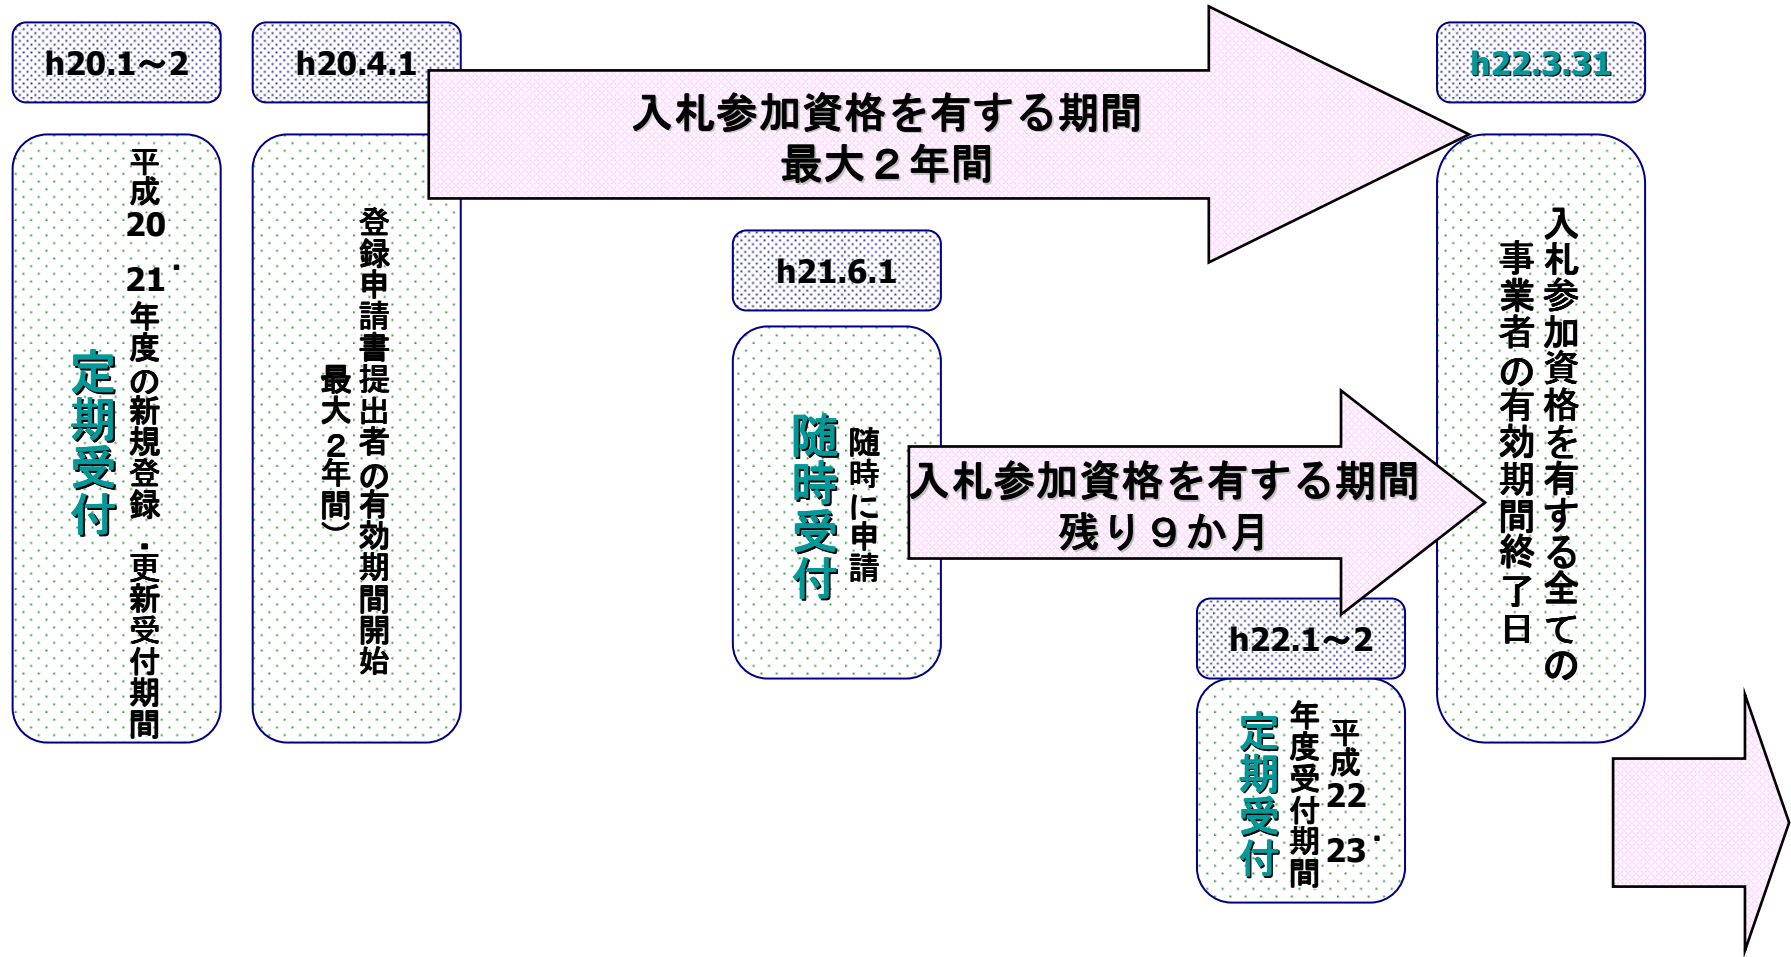 h20.1～2
平成20・21年度の新規登録・更新受付期間
定期受付
h20.4.1
登録申請書提出者の有効期間開始
最大２年間）
入札参加資格を有する期間
最大２年間
h21.6.1
随時に申請
随時受付
入札参加資格を有する期間
残り９か月
h22.1～2
平成22・23
年度受付期間
定期受付
h22.3.31
入札参加資格を有する全ての
事業者の有効期間終了日